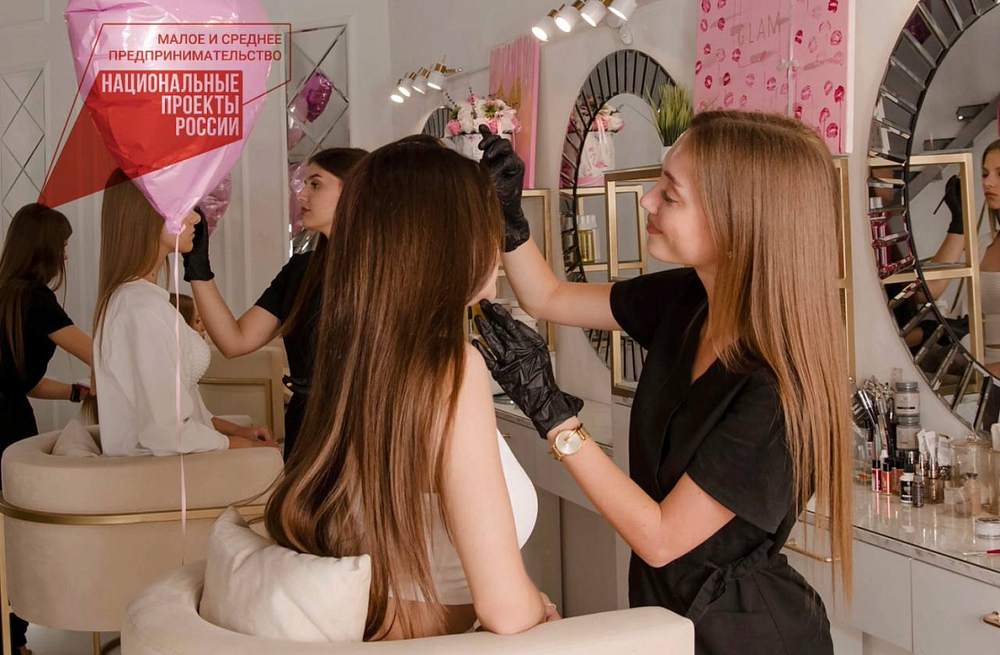 МАЛОЕ И СРЕДНЕЕ
ПРЕДПРИНИМАТЕЛЬСТВО
НАЦИОНАЛЬНЫЕ
ПРОЕКТЫ
РОССИИ
GLAM